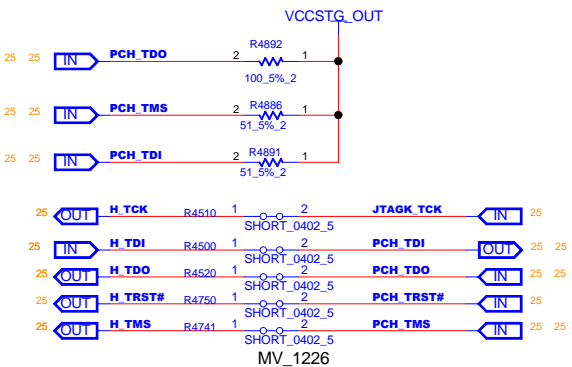 VCCSTG_OUT
25 25 IN PCH_TDO 2 R4892 1
100_5%_2
25 25 IN PCH_TMS 2 R4886 1
51_5%_2
25 25 IN PCH_TDI 2 R4891 1
51_5%_2
25 OUT H_TCK R4510 1 2 JTAGK_TCK IN 25
SHORT_0402_5
25 IN H_TDI R4500 1 2 PCH_TDI OUT 25 25
SHORT_0402_5
25 OUT H_TDO R4520 1 2 PCH_TDO IN 25 25
SHORT_0402_5
25 OUT H_TRST# R4750 1 2 PCH_TRST# IN 25
SHORT_0402_5
25 OUT H_TMS R4741 1 2 PCH_TMS IN 25 25
SHORT_0402_5
MV_1226